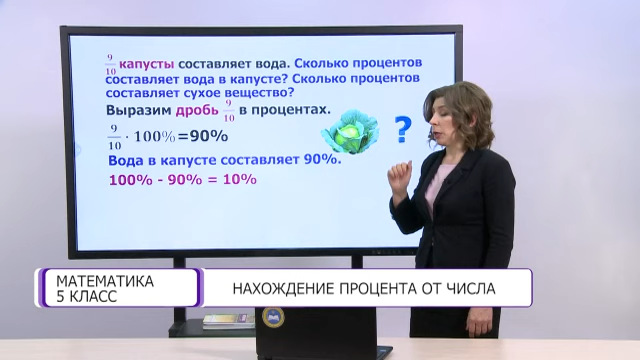 9/10 капусты составляет вода. Сколько процентов
составляет вода в капусте? Сколько процентов
составляет сухое вещество?
Выразим дробь 9/10 в процентах.
9/10 · 100%=90%
?
Вода в капусте составляет 90%.
100% - 90% = 10%
МАТЕМАТИКА
5 КЛАСС
НАХОЖДЕНИЕ ПРОЦЕНТА ОТ ЧИСЛА